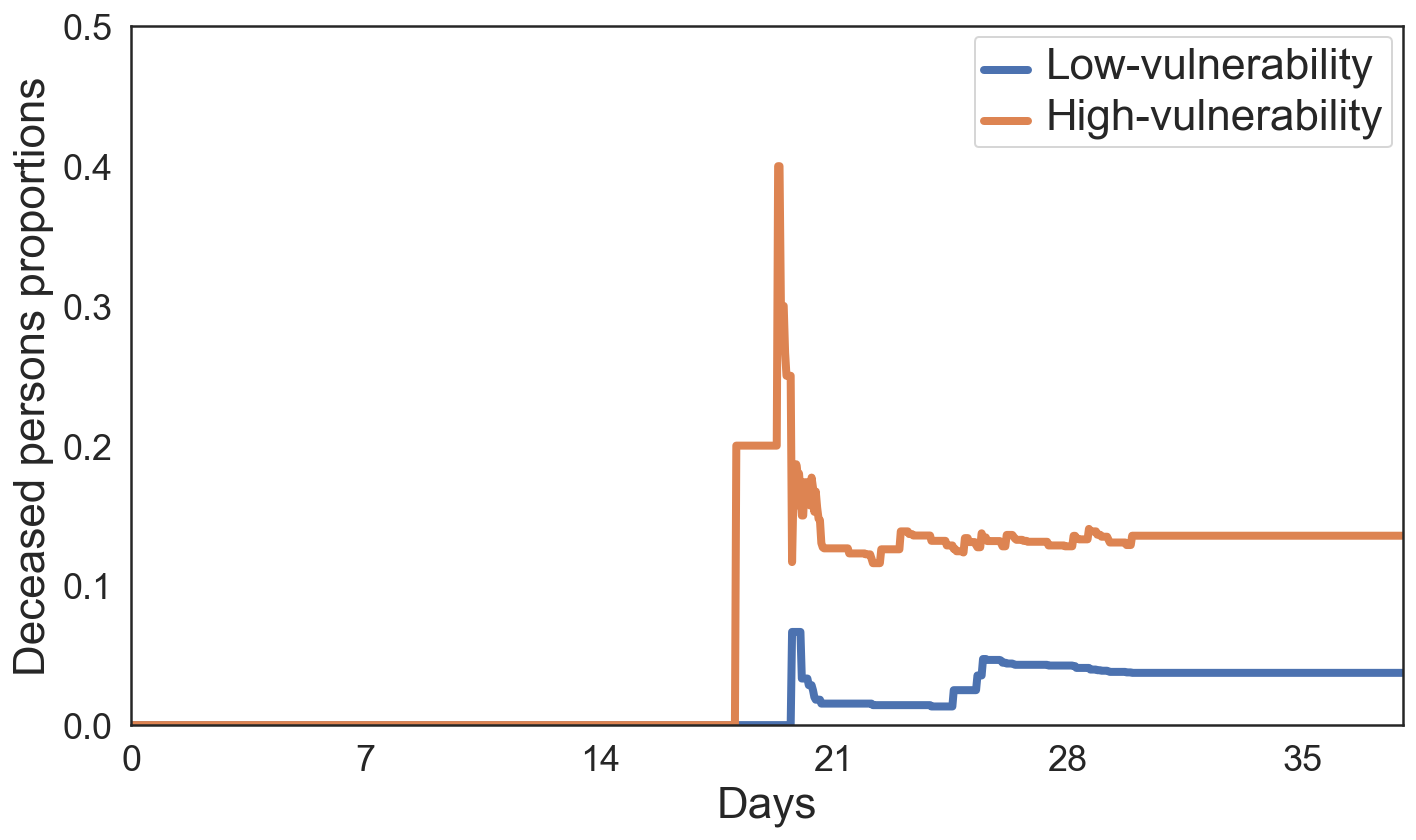 Deceased persons proportions
0.5
0.4
0.3
0.2
0.1
0.0
Low-vulnerability
High-vulnerability
0 7 14 21 28 35
Days